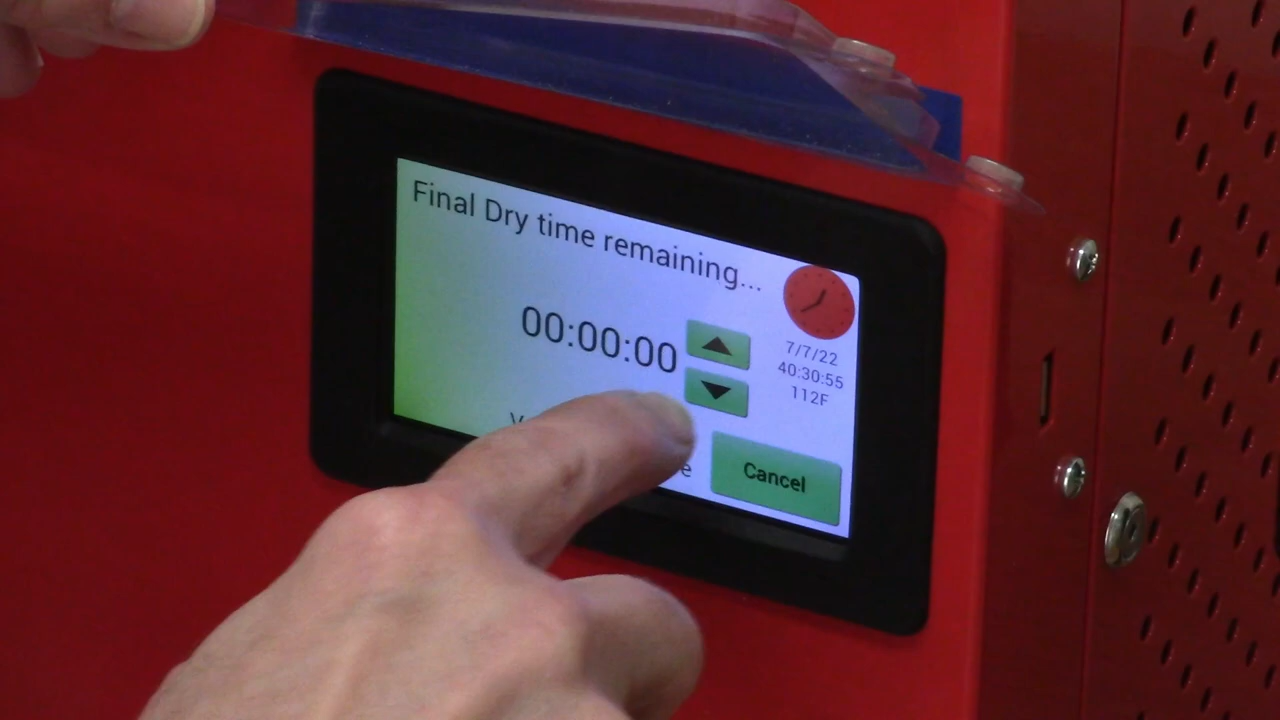 Final Dry time remaining...
00:00:00
7/7/22
40:30:55
112F
Cancel